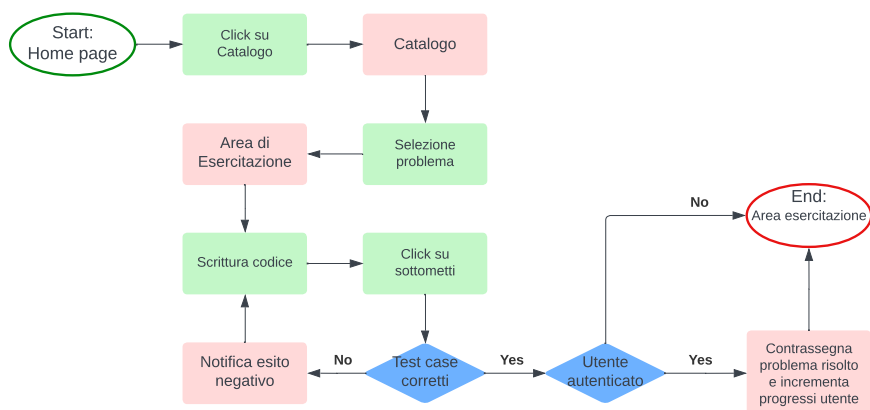 Start:
Home page
Click su
Catalogo
Catalogo
Area di
Esercitazione
Selezione
problema
No
End:
Area esercitazione
Scrittura codice
Click su
sottometti
Notifica esito
negativo
No
Test case
corretti
Yes
Utente
autenticato
Yes
Contrassegna
problema risolto
e incrementa
progressi utente